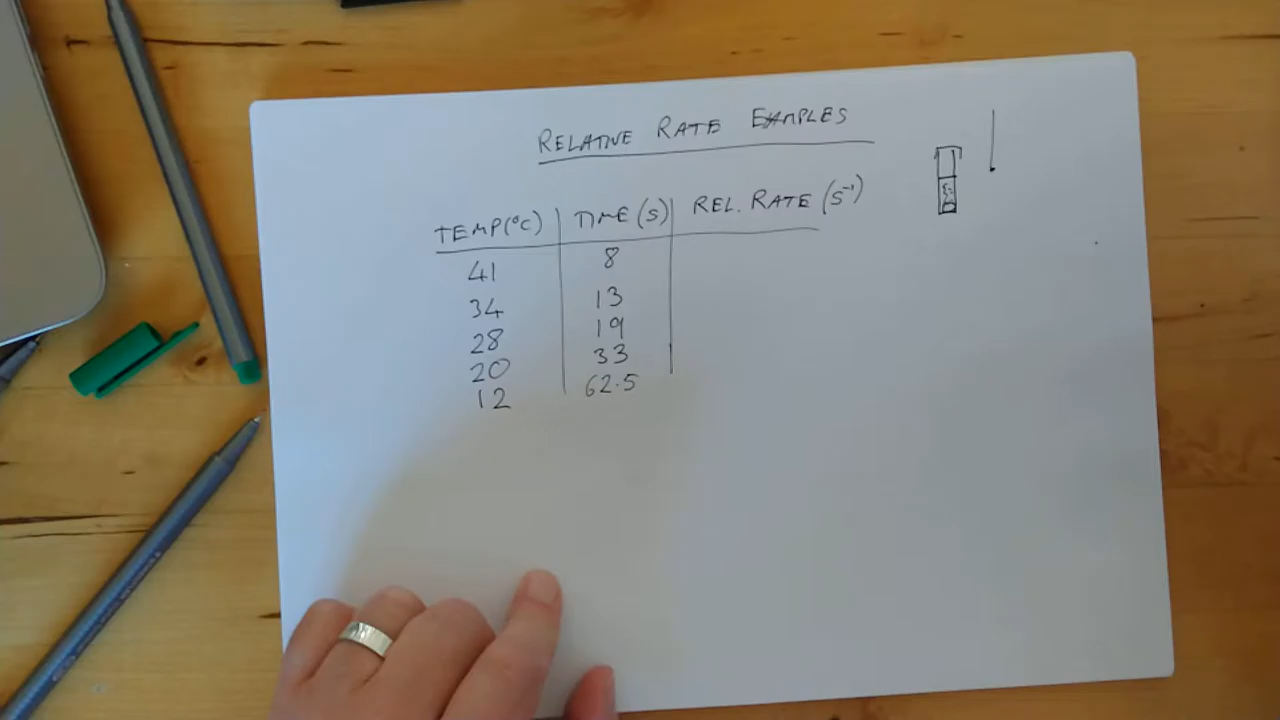 RELATIVE RATE EXAMPLES
TEMP(°C) TIME (S) REL. RATE (S⁻¹)
41 8
34 13
28 19
20 33
12 62.5